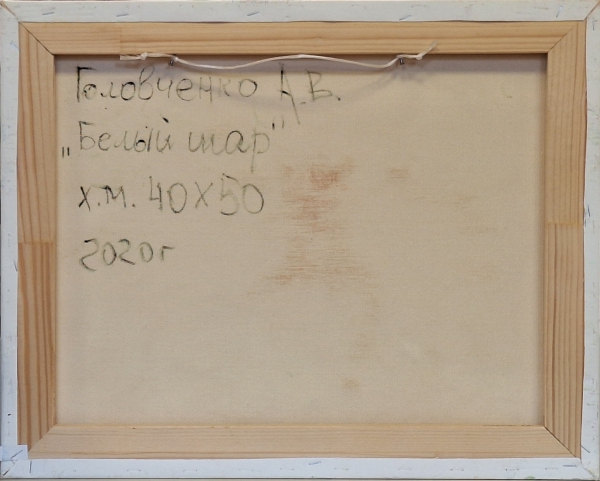 Головченко А.В.
„Белый шар"
х.м. 40х50
2020г